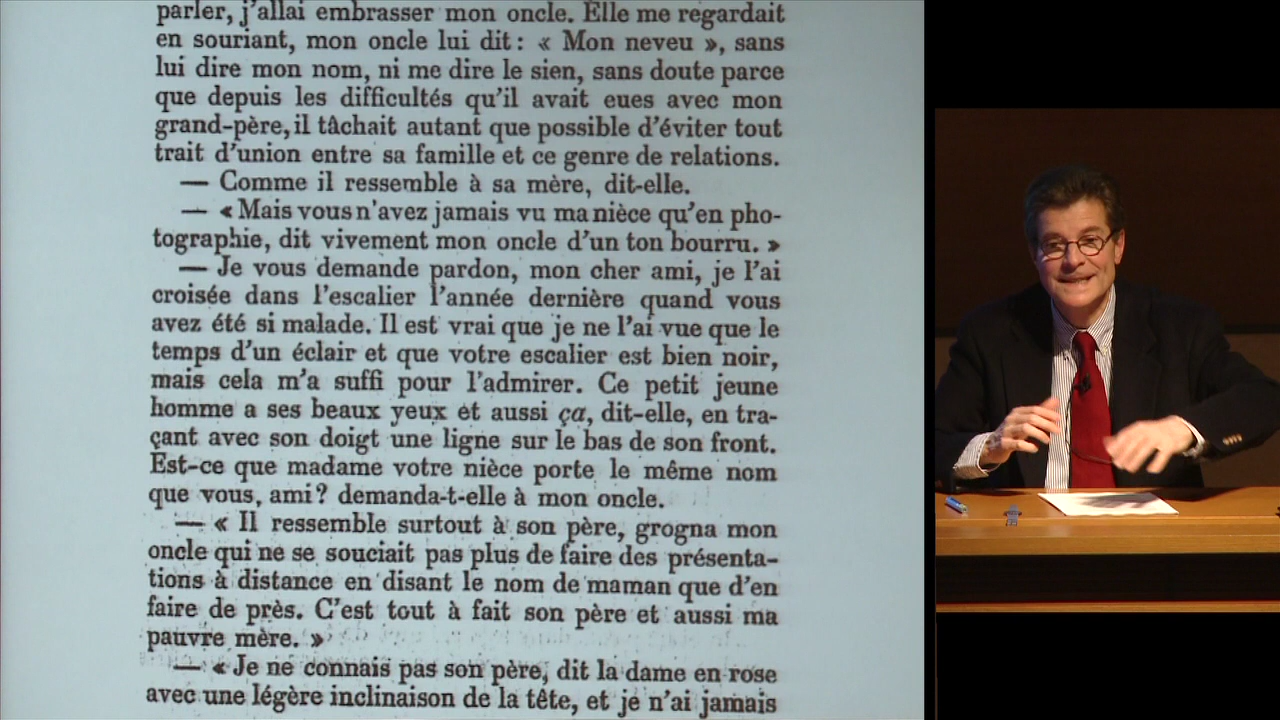 parler, j'allai embrasser mon oncle. Elle me regardait
en souriant, mon oncle lui dit : « Mon neveu », sans
lui dire mon nom, ni me dire le sien, sans doute parce
que depuis les difficultés qu'il avait eues avec mon
grand-père, il tâchait autant que possible d'éviter tout
trait d'union entre sa famille et ce genre de relations.
— Comme il ressemble à sa mère, dit-elle.
— « Mais vous n'avez jamais vu ma nièce qu'en pho-
tographie, dit vivement mon oncle d'un ton bourru. »
— Je vous demande pardon, mon cher ami, je l'ai
croisée dans l'escalier l'année dernière quand vous
avez été si malade. Il est vrai que je ne l'ai vue que le
temps d'un éclair et que votre escalier est bien noir,
mais cela m'a suffi pour l'admirer. Ce petit jeune
homme a ses beaux yeux et aussi ça, dit-elle, en tra-
çant avec son doigt une ligne sur le bas de son front.
Est-ce que madame votre nièce porte le même nom
que vous, ami ? demanda-t-elle à mon oncle.
— « Il ressemble surtout à son père, grogna mon
oncle qui ne se souciait pas plus de faire des présenta-
tions à distance en disant le nom de maman que d'en
faire de près. C'est tout à fait son père et aussi ma
pauvre mère. »
— « Je ne connais pas son père, dit la dame en rose
avec une légère inclinaison de la tête, et je n'ai jamais